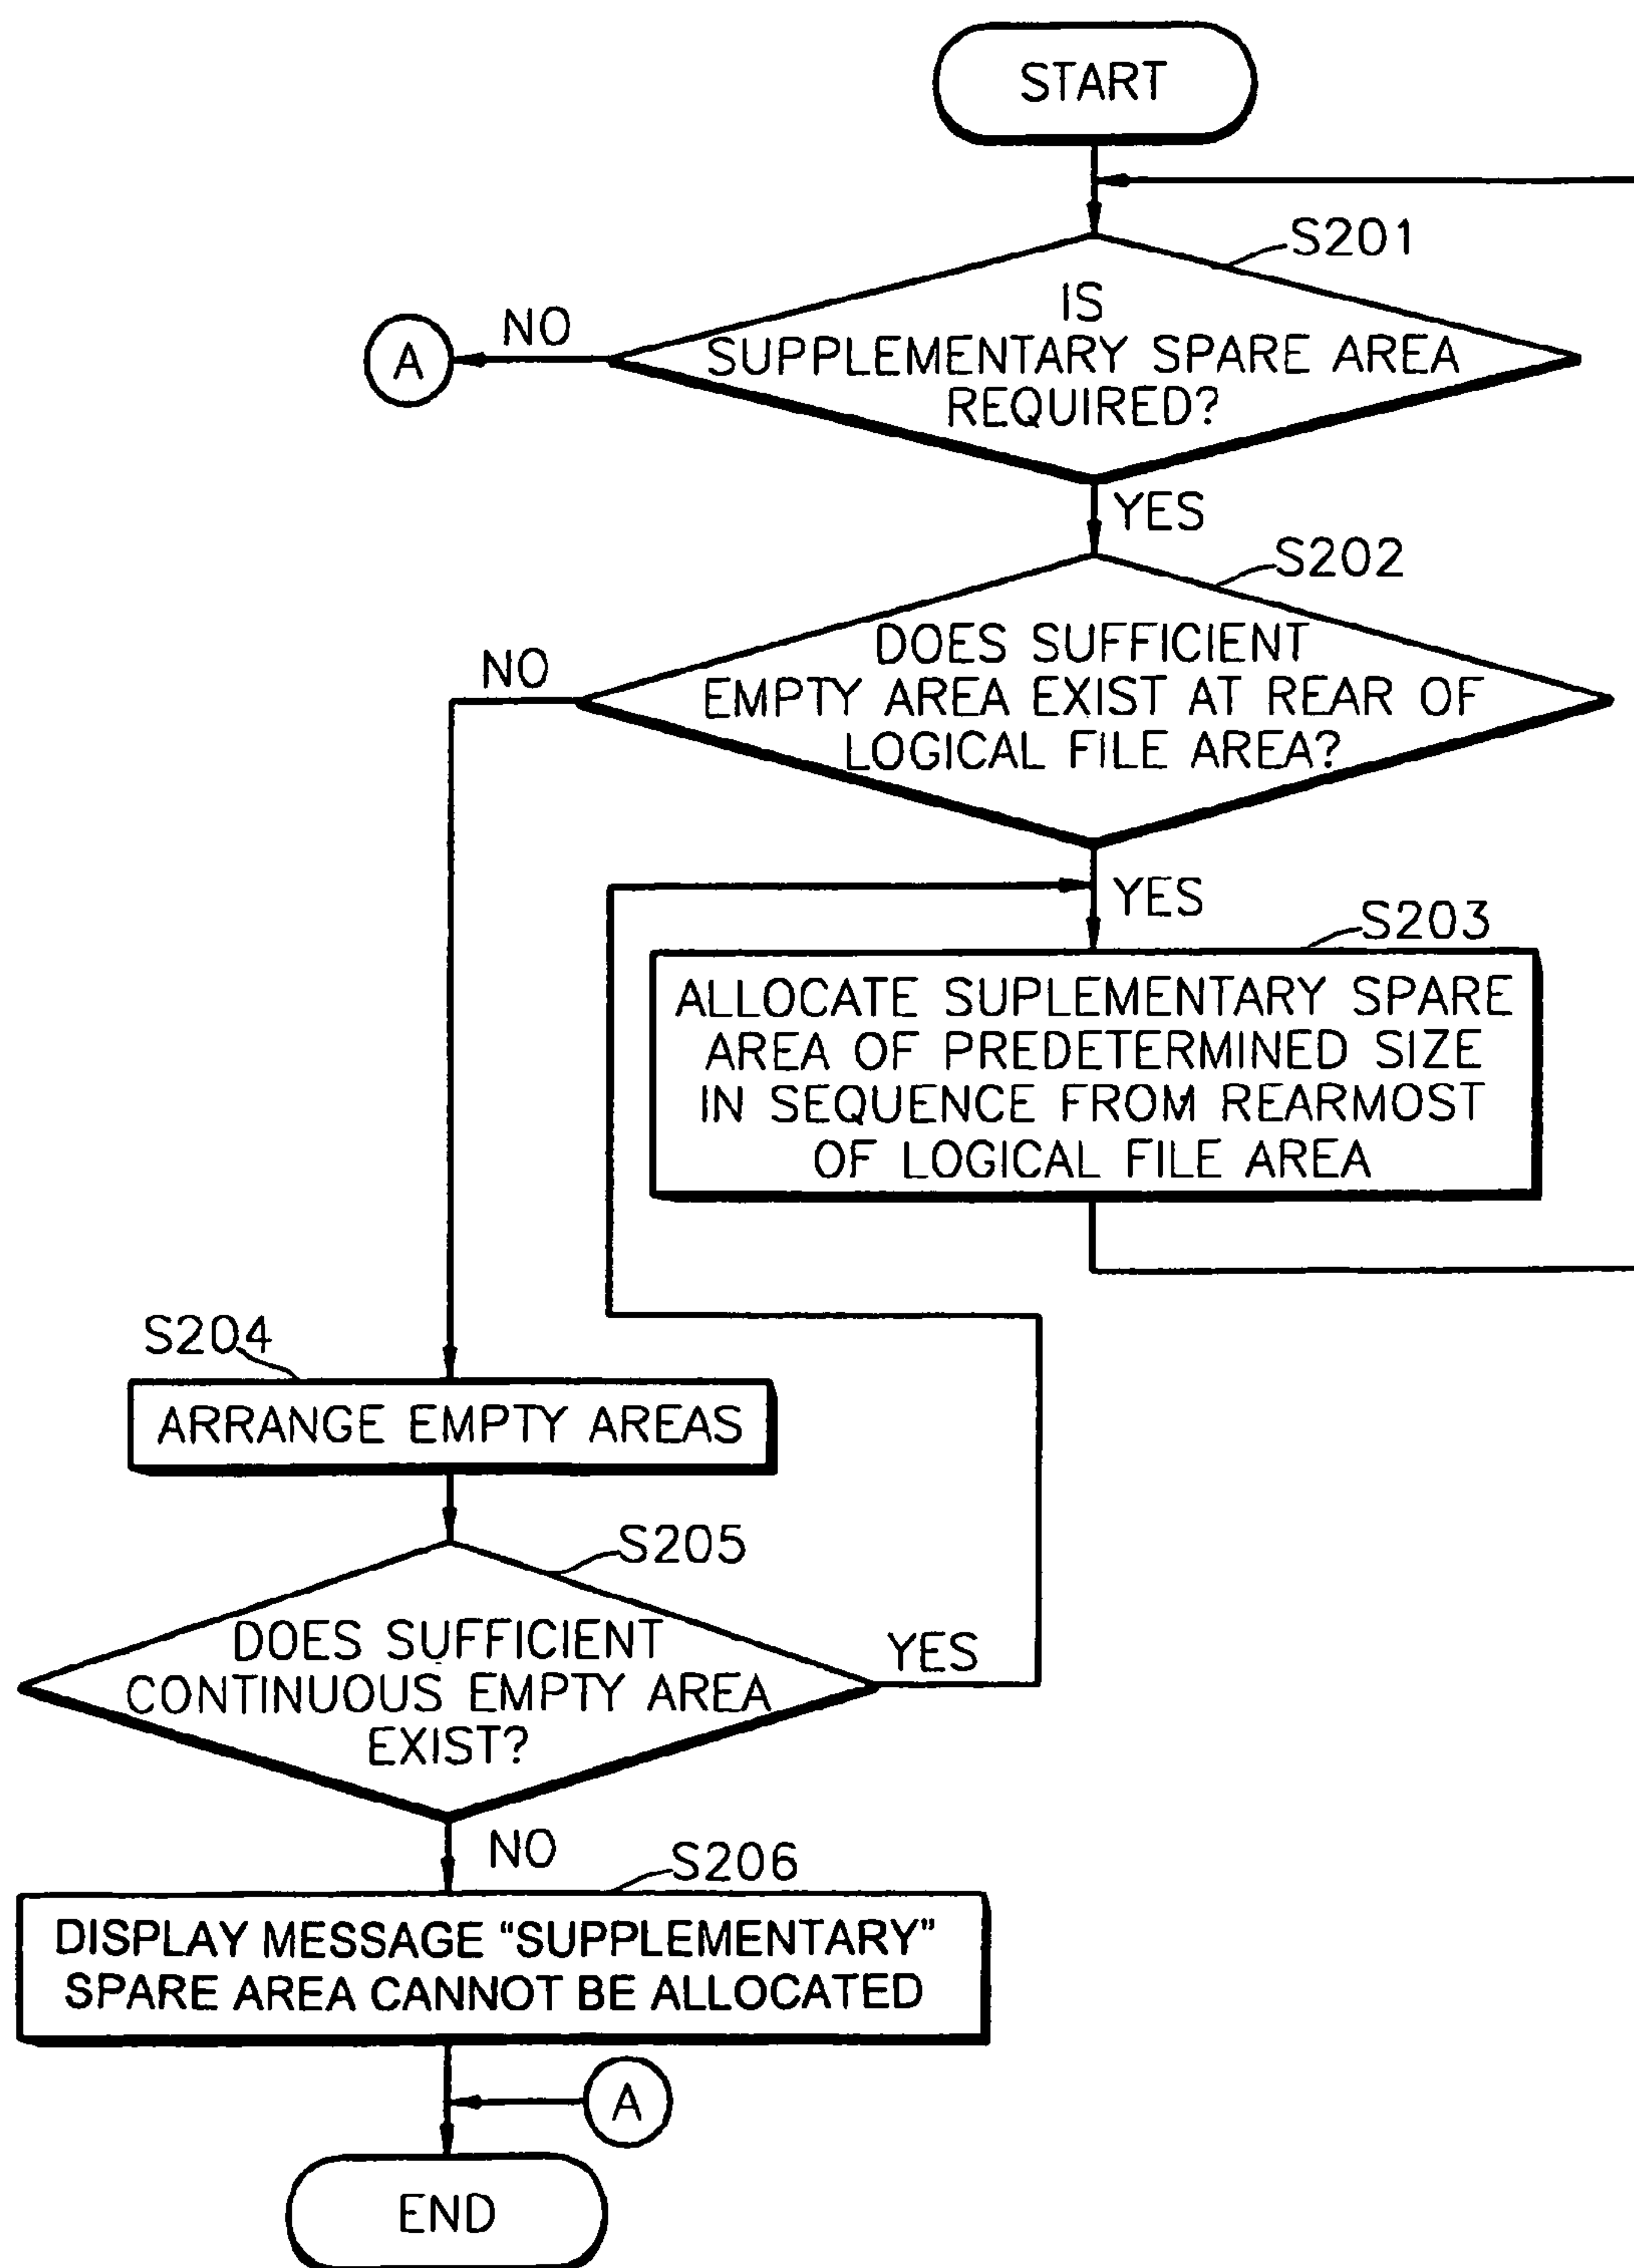 START
S201
IS
SUPPLEMENTARY SPARE AREA
REQUIRED?
NO
A
YES
S202
DOES SUFFICIENT
EMPTY AREA EXIST AT REAR OF
LOGICAL FILE AREA?
NO
YES
S203
ALLOCATE SUPLEMENTARY SPARE
AREA OF PREDETERMINED SIZE
IN SEQUENCE FROM REARMOST
OF LOGICAL FILE AREA
S204
ARRANGE EMPTY AREAS
S205
DOES SUFFICIENT
CONTINUOUS EMPTY AREA
EXIST?
YES
NO
S206
DISPLAY MESSAGE "SUPPLEMENTARY"
SPARE AREA CANNOT BE ALLOCATED
A
END